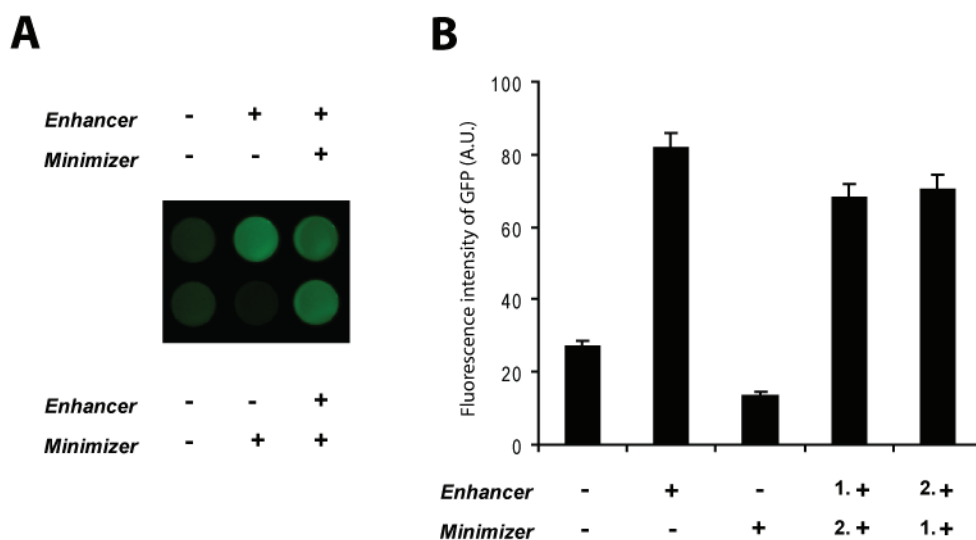 A
Enhancer - + +
Minimizer - - +
Enhancer - - +
Minimizer - + +
B
Fluorescence intensity of GFP (A.U.)
100
80
60
40
20
0
Enhancer - + - 1.+ 2.+
Minimizer - - + 2.+ 1.+